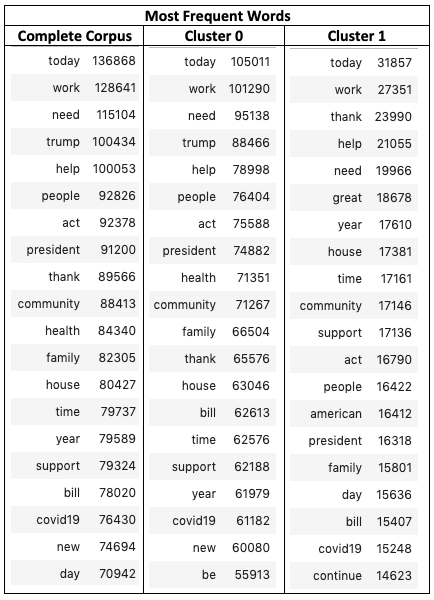 Most Frequent Words
Complete Corpus Cluster 0 Cluster 1
today 136868 today 105011 today 31857
work 128641 work 101290 work 27351
need 115104 need 95138 thank 23990
trump 100434 trump 88466 help 21055
help 100053 help 78998 need 19966
people 92826 people 76404 great 18678
act 92378 act 75588 year 17610
president 91200 president 74882 house 17381
thank 89566 health 71351 time 17161
community 88413 community 71267 community 17146
health 84340 family 66504 support 17136
family 82305 thank 65576 act 16790
house 80427 house 63046 people 16422
time 79737 bill 62613 american 16412
year 79589 time 62576 president 16318
support 79324 support 62188 family 15801
bill 78020 year 61979 day 15636
covid19 76430 covid19 61182 bill 15407
new 74694 new 60080 covid19 15248
day 70942 be 55913 continue 14623